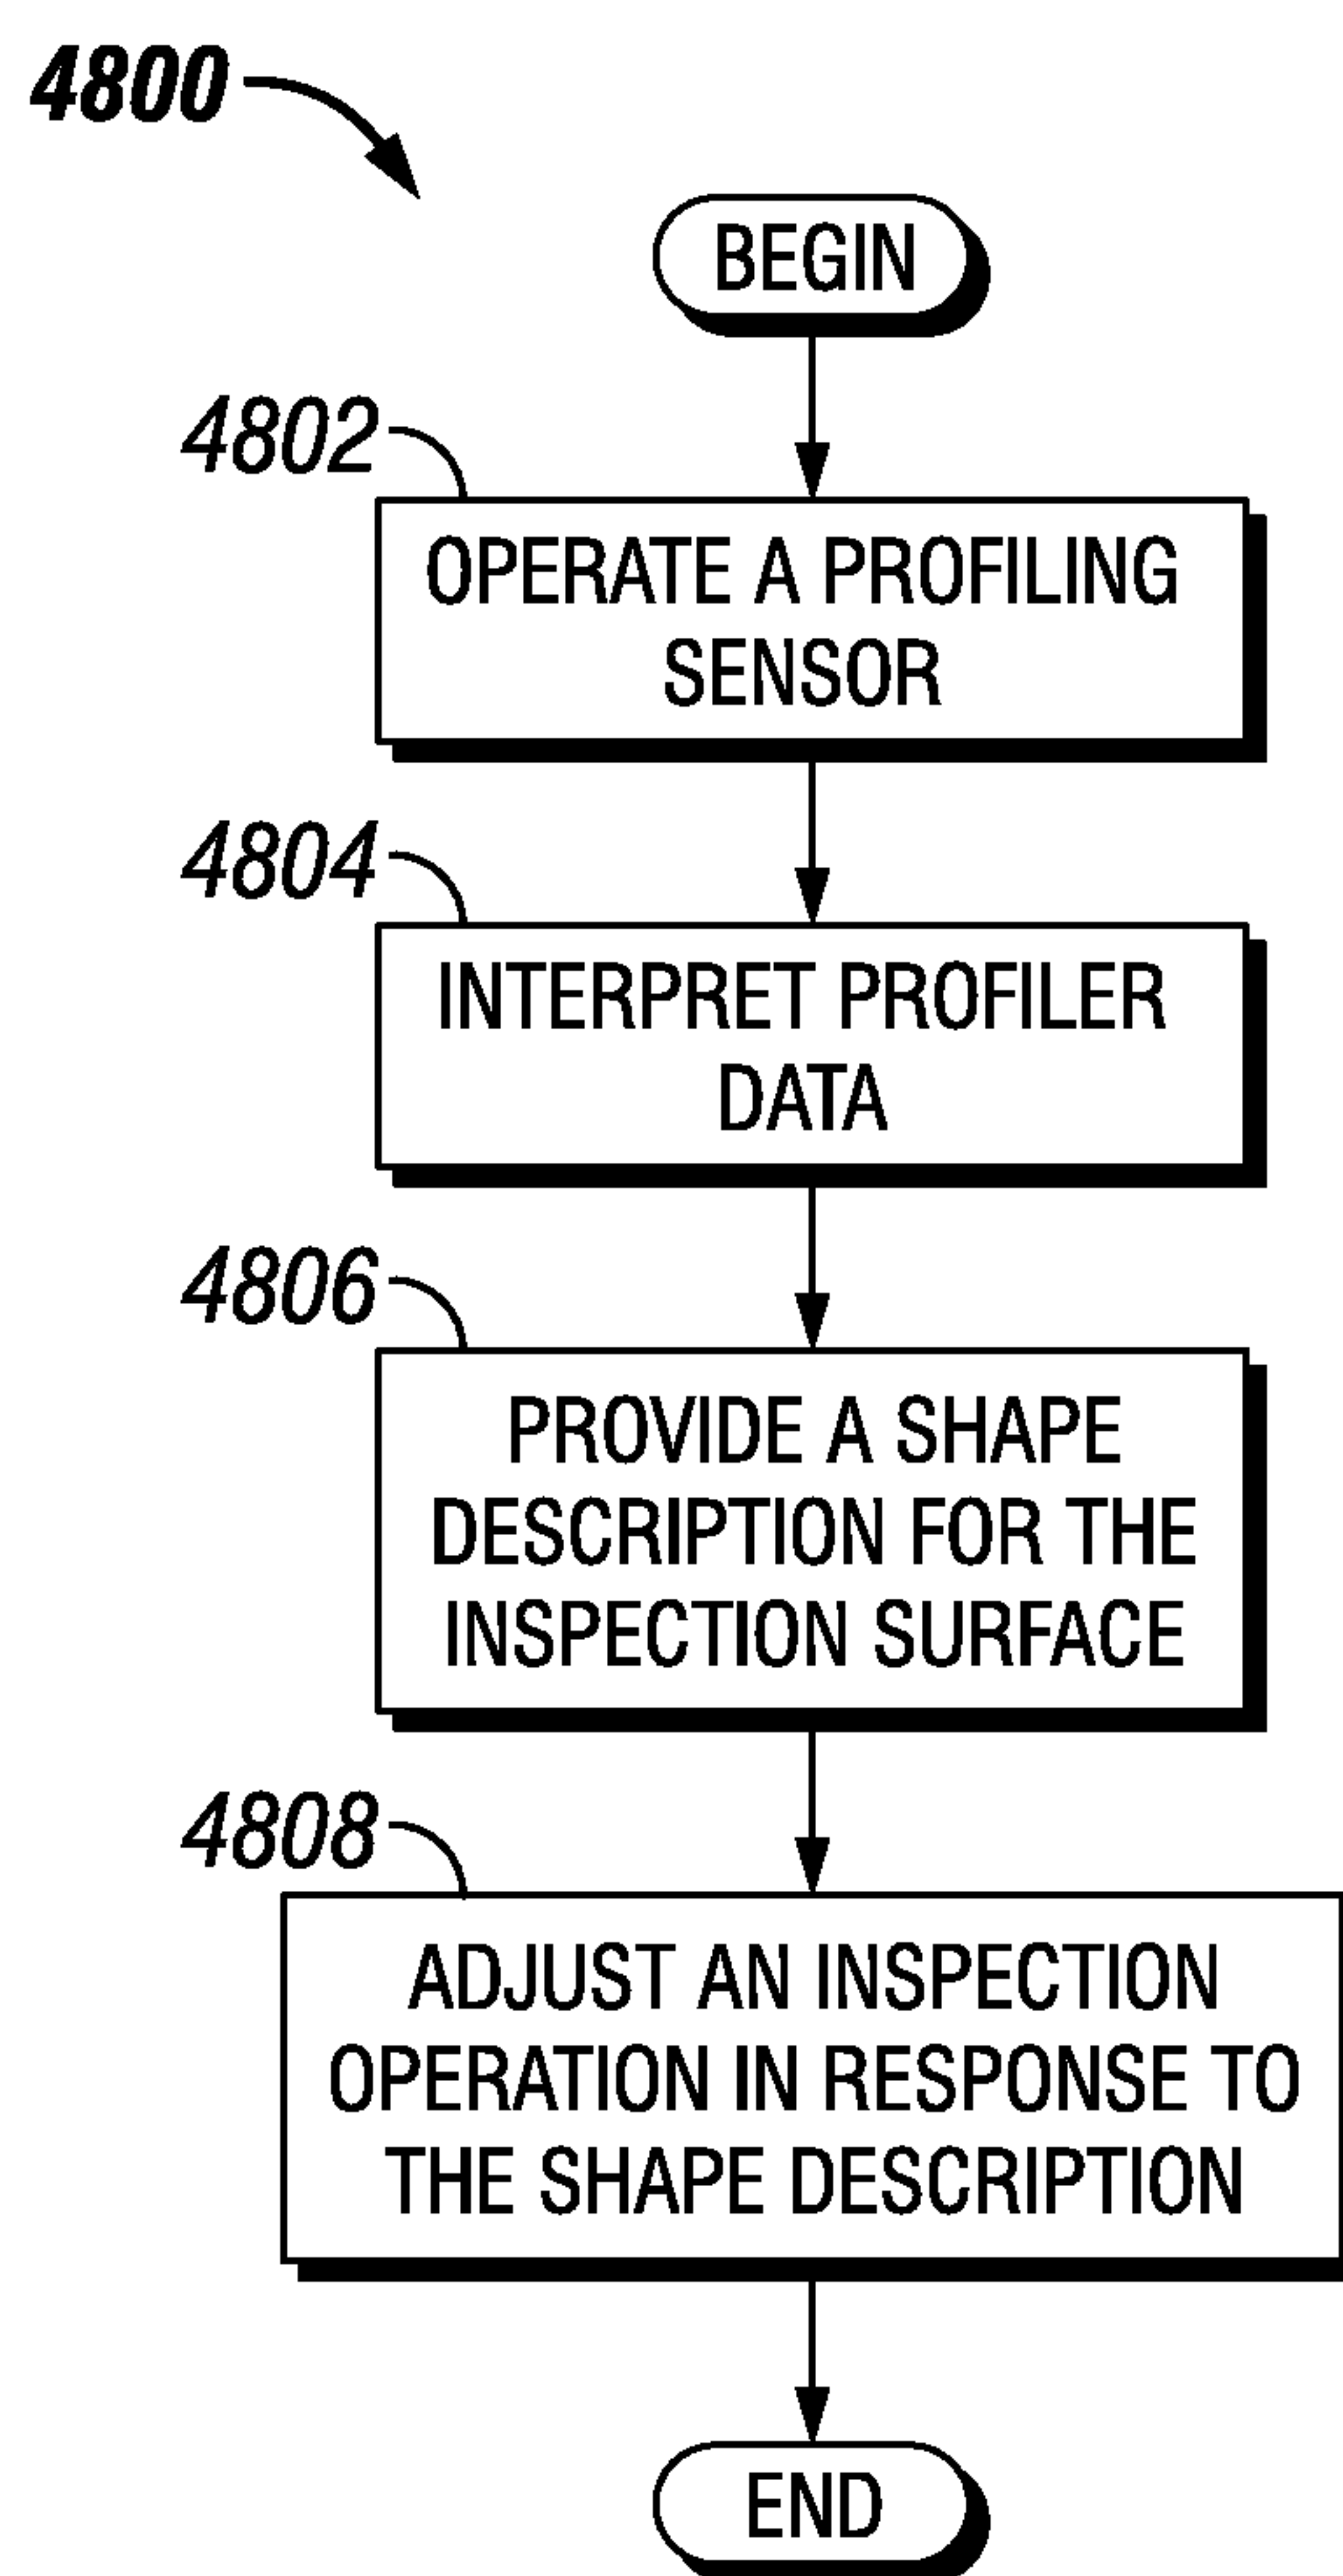 4800
BEGIN
4802
OPERATE A PROFILING
SENSOR
4804
INTERPRET PROFILER
DATA
4806
PROVIDE A SHAPE
DESCRIPTION FOR THE
INSPECTION SURFACE
4808
ADJUST AN INSPECTION
OPERATION IN RESPONSE TO
THE SHAPE DESCRIPTION
END